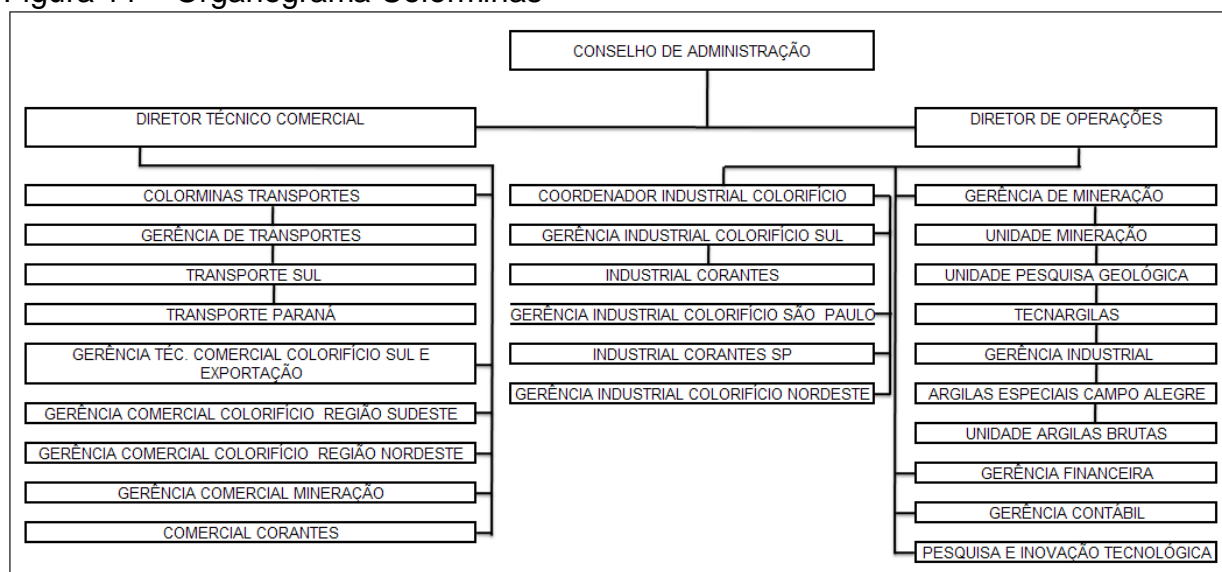 CONSELHO DE ADMINISTRAÇÃO
DIRETOR TÉCNICO COMERCIAL
DIRETOR DE OPERAÇÕES
COLORMINAS TRANSPORTES
GERÊNCIA DE TRANSPORTES
TRANSPORTE SUL
TRANSPORTE PARANÁ
GERÊNCIA TÉC. COMERCIAL COLORIFÍCIO SUL E
EXPORTAÇÃO
GERÊNCIA COMERCIAL COLORIFÍCIO REGIÃO SUDESTE
GERÊNCIA COMERCIAL COLORIFÍCIO REGIÃO NORDESTE
GERÊNCIA COMERCIAL MINERAÇÃO
COMERCIAL CORANTES
COORDENADOR INDUSTRIAL COLORIFÍCIO
GERÊNCIA INDUSTRIAL COLORIFÍCIO SUL
INDUSTRIAL CORANTES
GERÊNCIA INDUSTRIAL COLORIFÍCIO SÃO PAULO
INDUSTRIAL CORANTES SP
GERÊNCIA INDUSTRIAL COLORIFÍCIO NORDESTE
GERÊNCIA DE MINERAÇÃO
UNIDADE MINERAÇÃO
UNIDADE PESQUISA GEOLÓGICA
TECNARGILAS
GERÊNCIA INDUSTRIAL
ARGILAS ESPECIAIS CAMPO ALEGRE
UNIDADE ARGILAS BRUTAS
GERÊNCIA FINANCEIRA
GERÊNCIA CONTÁBIL
PESQUISA E INOVAÇÃO TECNOLÓGICA